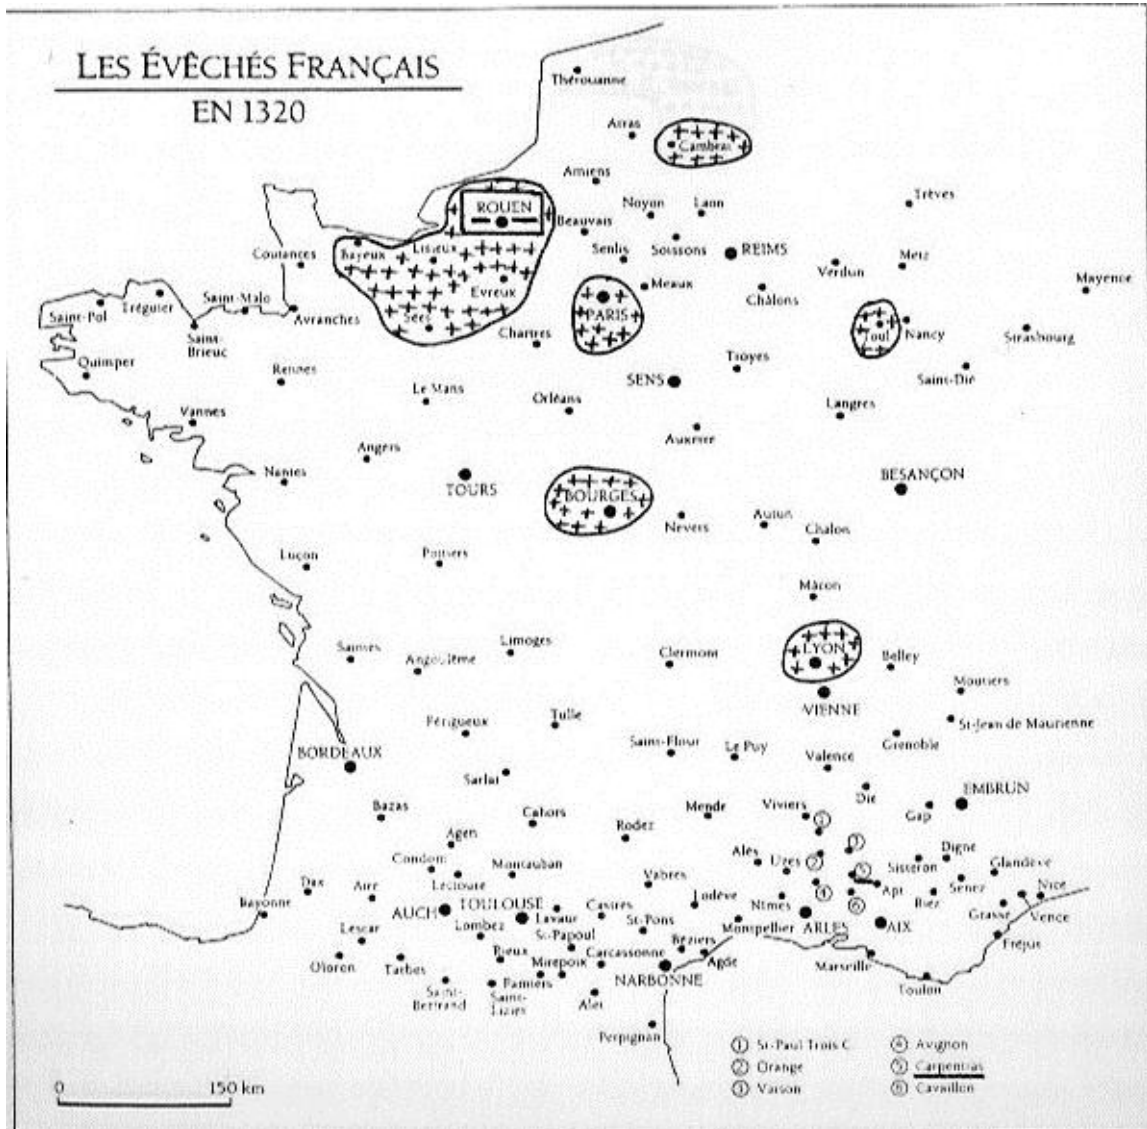 LES ÉVÊCHÉS FRANÇAIS
EN 1320
Thérouanne
Arras
Cambrai
Amiens
Trèves
Noyon
Laon
ROUEN
Beauvais
Senlis
Soissons
REIMS
Coutances
Bayeux
Lisieux
Verdun
Metz
Mayence
Evreux
Meaux
Châlons
Saint-Pol
Tréguier
Saint-Malo
Avranches
Sées
PARIS
Toul
Nancy
Strasbourg
Saint-
Brieuc
Chartres
Quimper
Rennes
Troyes
Saint-Dié
Le Mans
SENS
Orléans
Langres
Vannes
Auxerre
Angers
Nantes
TOURS
BOURGES
BESANÇON
Nevers
Autun
Chalon
Luçon
Poitiers
Mâcon
Saintes
Angoulême
Limoges
Clermont
LYON
Belley
Moutiers
VIENNE
Périgueux
Tulle
St-Jean de Maurienne
BORDEAUX
Saint-Flour
Le Puy
Valence
Grenoble
Sarlat
Die
EMBRUN
Bazas
Cahors
Mende
Viviers
Gap
Agen
Rodez
1
3
Digne
Condom
Montauban
Alès
Uzès
2
5
Sisteron
Glandève
Lectoure
Vabres
Apt
Senez
Dax
Aire
Lodève
Nîmes
4
6
Riez
Nice
Bayonne
AUCH
TOULOUSE
Lavaur
Castres
Grasse
Vence
Lombez
St-Papoul
St-Pons
Montpellier
ARLES
AIX
Lescar
Béziers
Fréjus
Oloron
Tarbes
Rieux
Mirepoix
Carcassonne
Agde
Marseille
Saint-
Bertrand
Saint-
Lizier
Pamiers
Alet
NARBONNE
Toulon
Perpignan
① St-Paul Trois C.
② Orange
③ Vaison
④ Avignon
⑤ Carpentras
⑥ Cavaillon
0 150 km